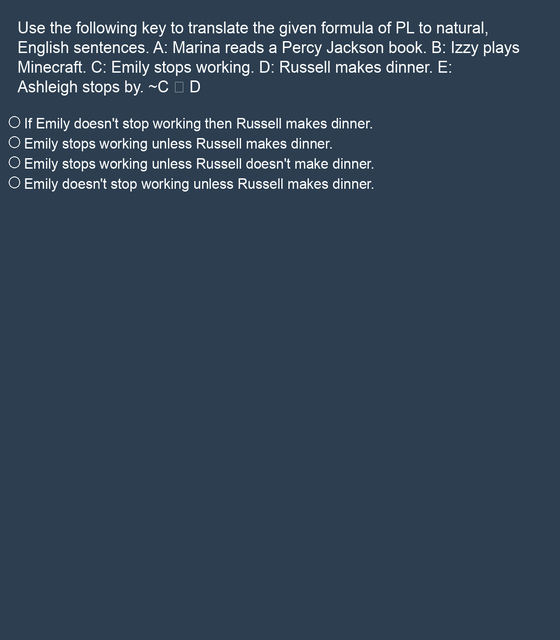 Use the following key to translate the given formula of PL to natural,
English sentences. A: Marina reads a Percy Jackson book. B: Izzy plays
Minecraft. C: Emily stops working. D: Russell makes dinner. E:
Ashleigh stops by. ~C □ D
If Emily doesn't stop working then Russell makes dinner.
Emily stops working unless Russell makes dinner.
Emily stops working unless Russell doesn't make dinner.
Emily doesn't stop working unless Russell makes dinner.